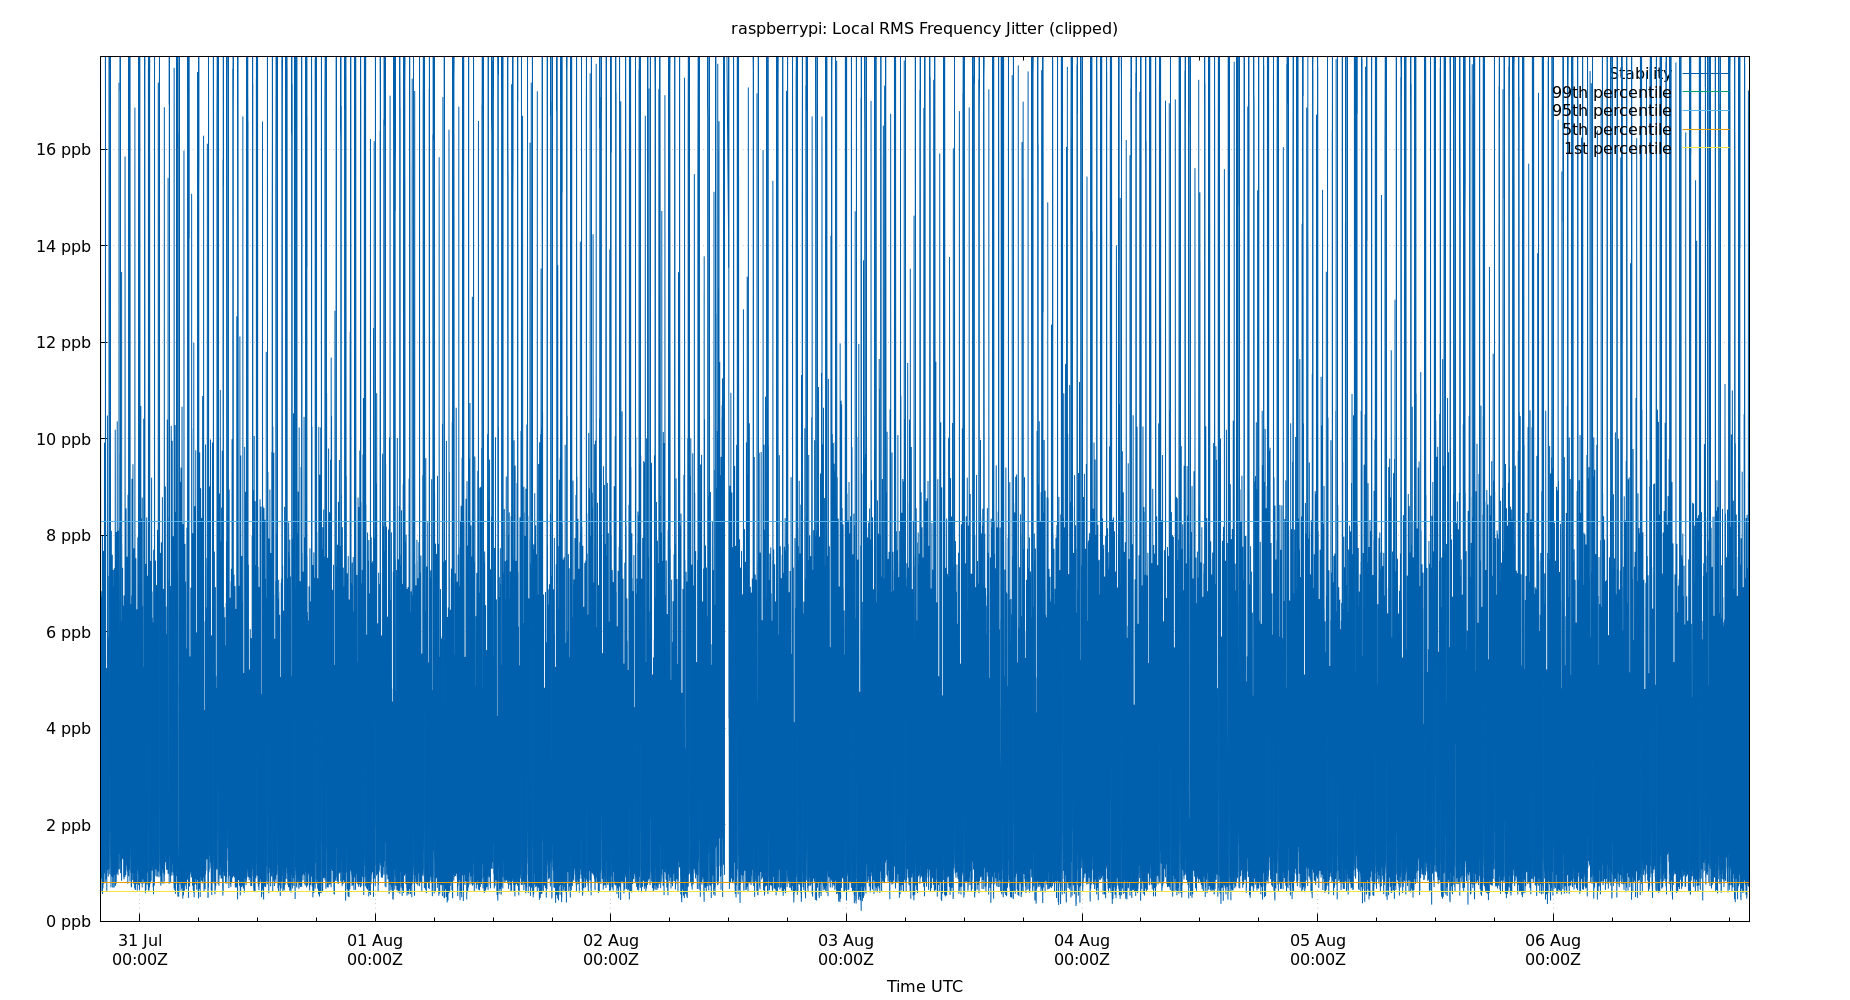 raspberrypi: Local RMS Frequency Jitter (clipped)
Stability
99th percentile
95th percentile
5th percentile
1st percentile
16 ppb
14 ppb
12 ppb
10 ppb
8 ppb
6 ppb
4 ppb
2 ppb
0 ppb
31 Jul 01 Aug 02 Aug 03 Aug 04 Aug 05 Aug 06 Aug
00:00Z 00:00Z 00:00Z 00:00Z 00:00Z 00:00Z 00:00Z
Time UTC